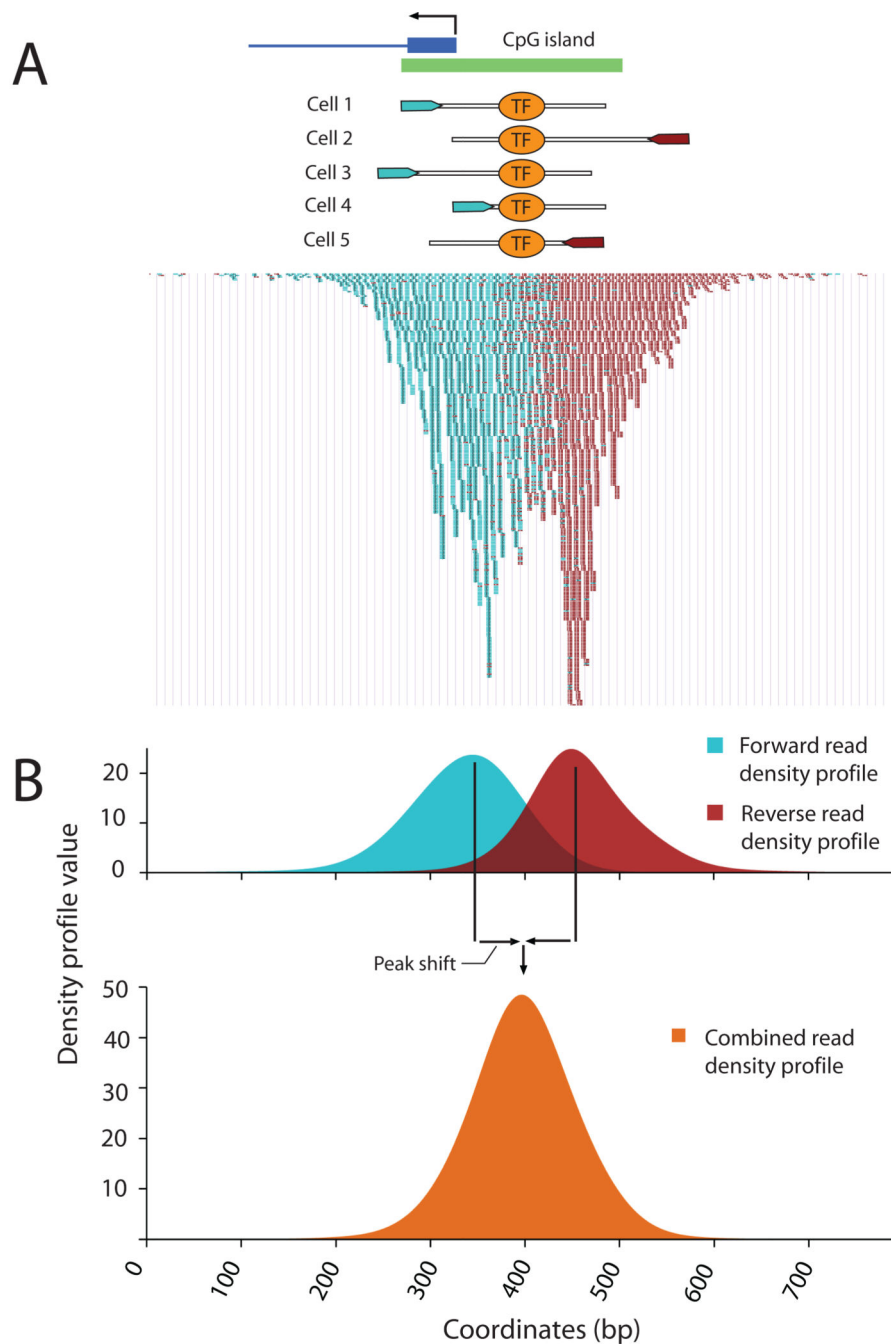 A
CpG island
Cell 1
TF
Cell 2
TF
Cell 3
TF
Cell 4
TF
Cell 5
TF
B
Density profile value
20
10
0
Forward read
density profile
Reverse read
density profile
Peak shift
50
40
30
20
10
Combined read
density profile
0
100
200
300
400
500
600
700
Coordinates (bp)